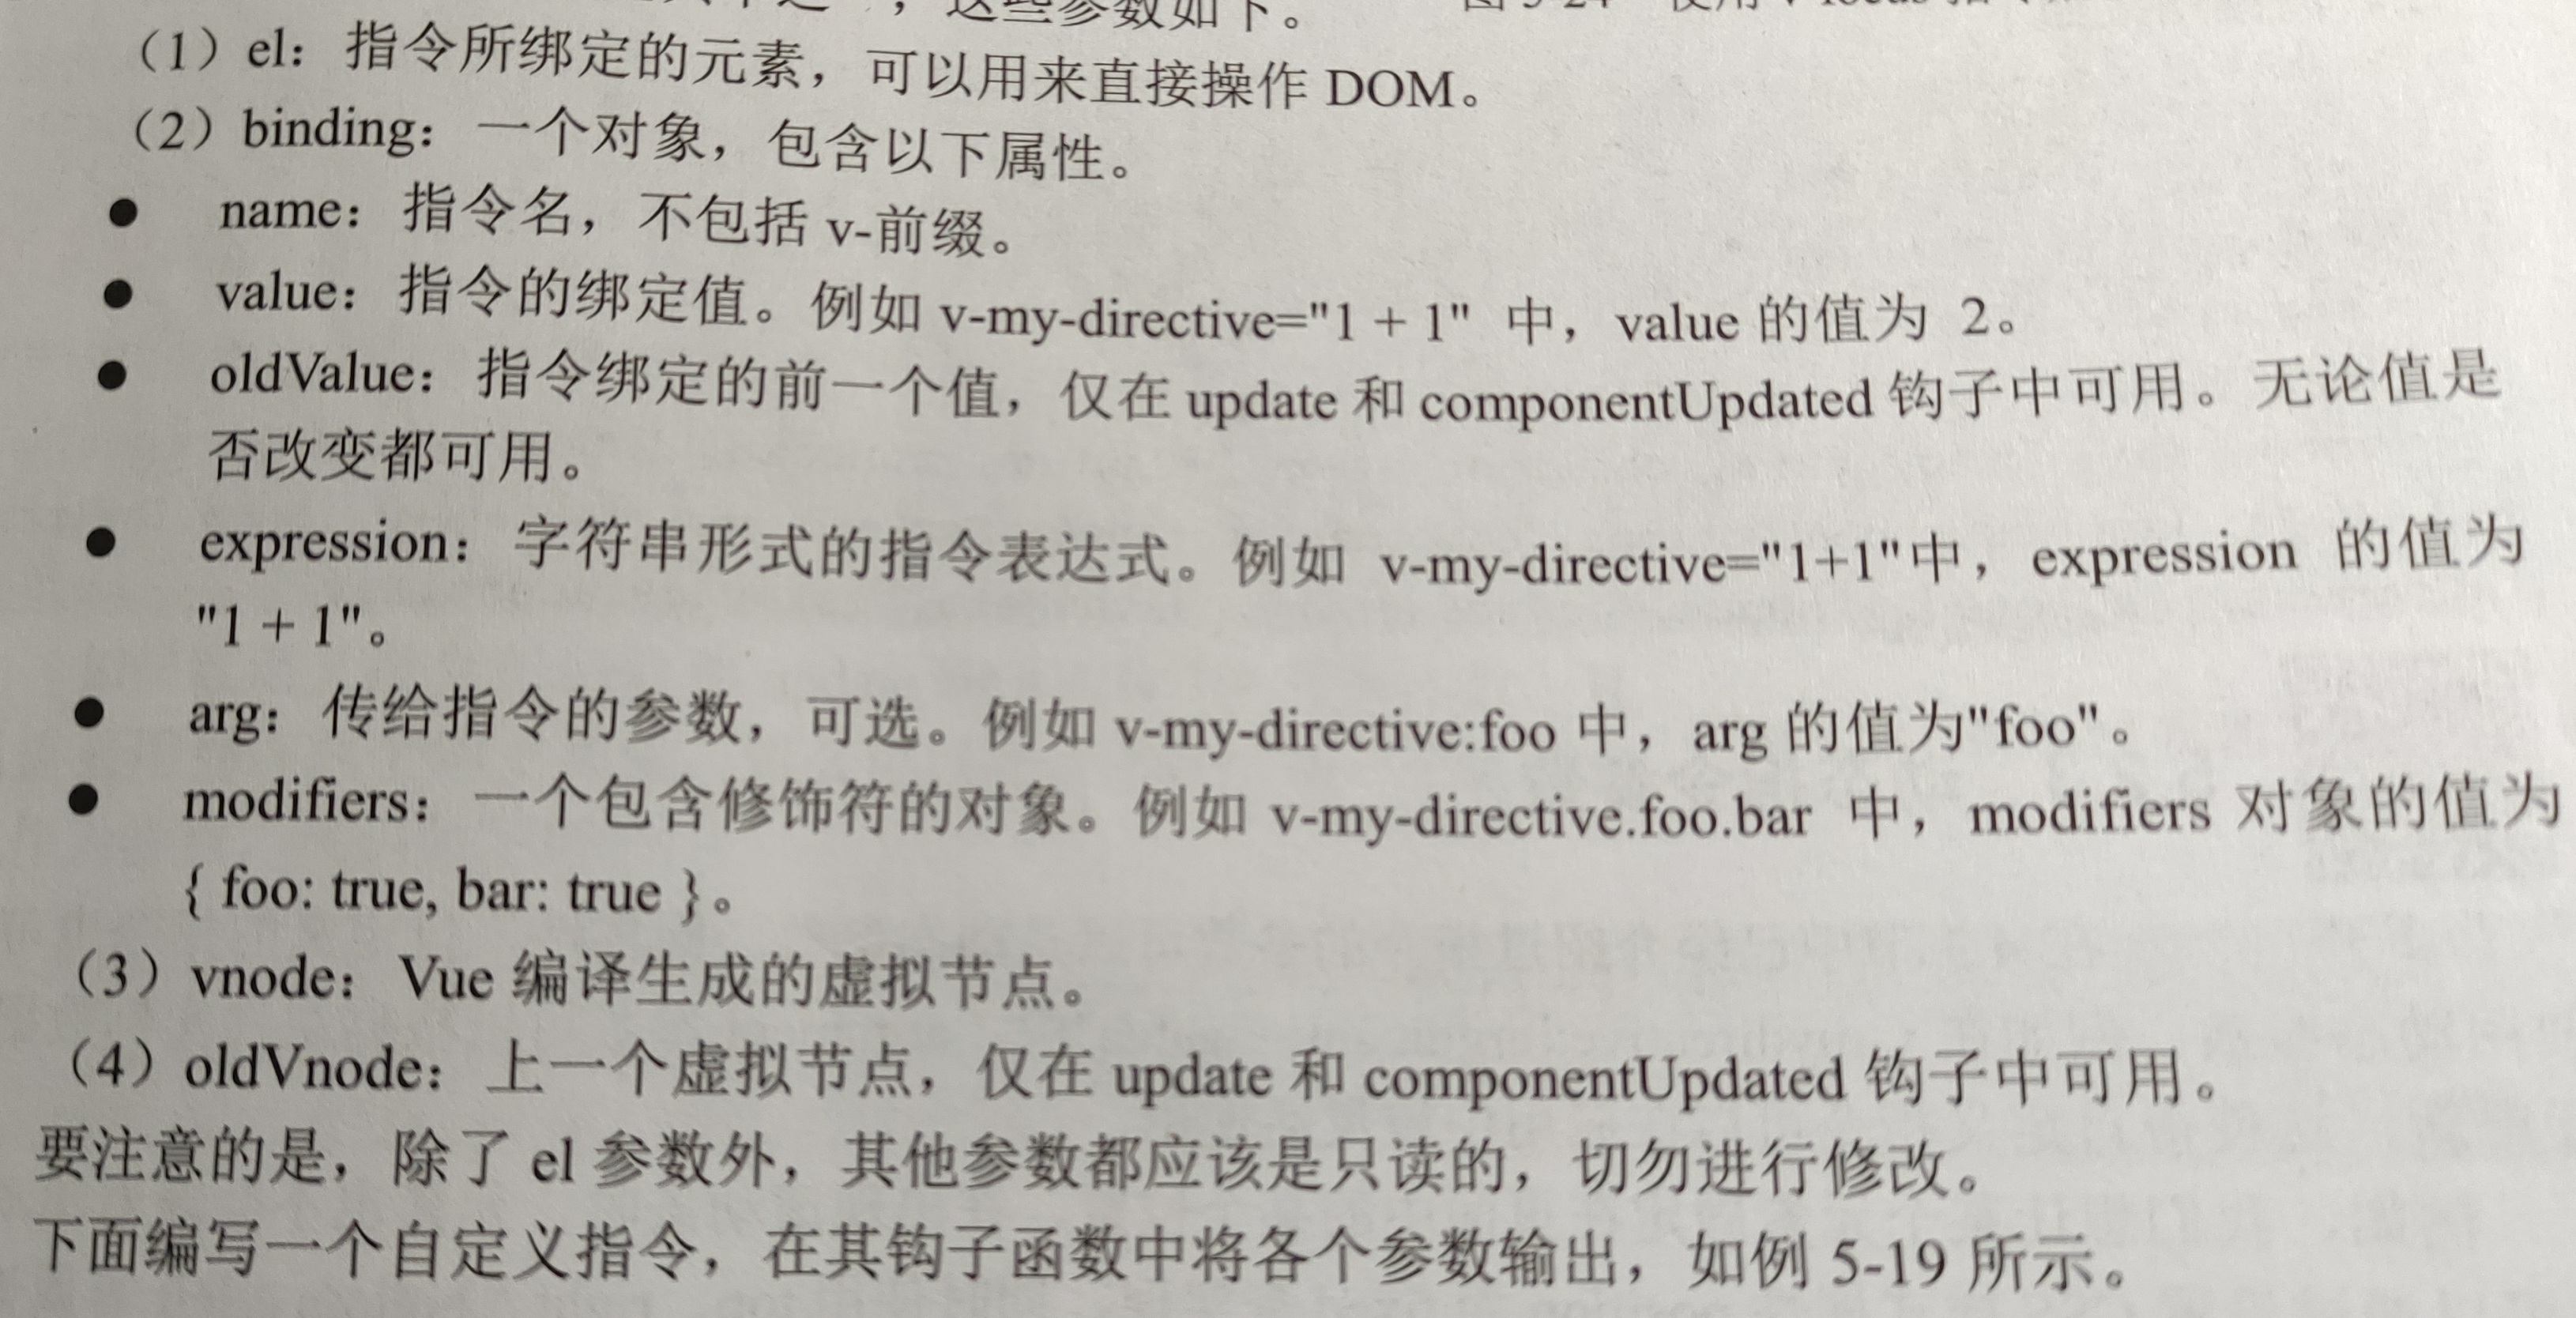 ，这些参数如下。
（1）el：指令所绑定的元素，可以用来直接操作 DOM。
（2）binding：一个对象，包含以下属性。
● name：指令名，不包括 v-前缀。
● value：指令的绑定值。例如 v-my-directive="1 + 1" 中，value 的值为 2。
● oldValue：指令绑定的前一个值，仅在 update 和 componentUpdated 钩子中可用。无论值是
否改变都可用。
● expression：字符串形式的指令表达式。例如 v-my-directive="1+1"中，expression 的值为
"1 + 1"。
● arg：传给指令的参数，可选。例如 v-my-directive:foo 中，arg 的值为"foo"。
● modifiers：一个包含修饰符的对象。例如 v-my-directive.foo.bar 中，modifiers 对象的值为
{ foo: true, bar: true }。
（3）vnode：Vue 编译生成的虚拟节点。
（4）oldVnode：上一个虚拟节点，仅在 update 和 componentUpdated 钩子中可用。
要注意的是，除了 el 参数外，其他参数都应该是只读的，切勿进行修改。
下面编写一个自定义指令，在其钩子函数中将各个参数输出，如例 5-19 所示。